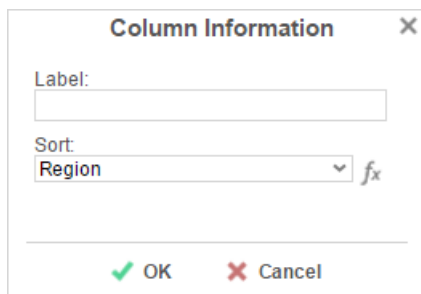 Column Information
Label:
Sort:
Region
fx
OK
Cancel